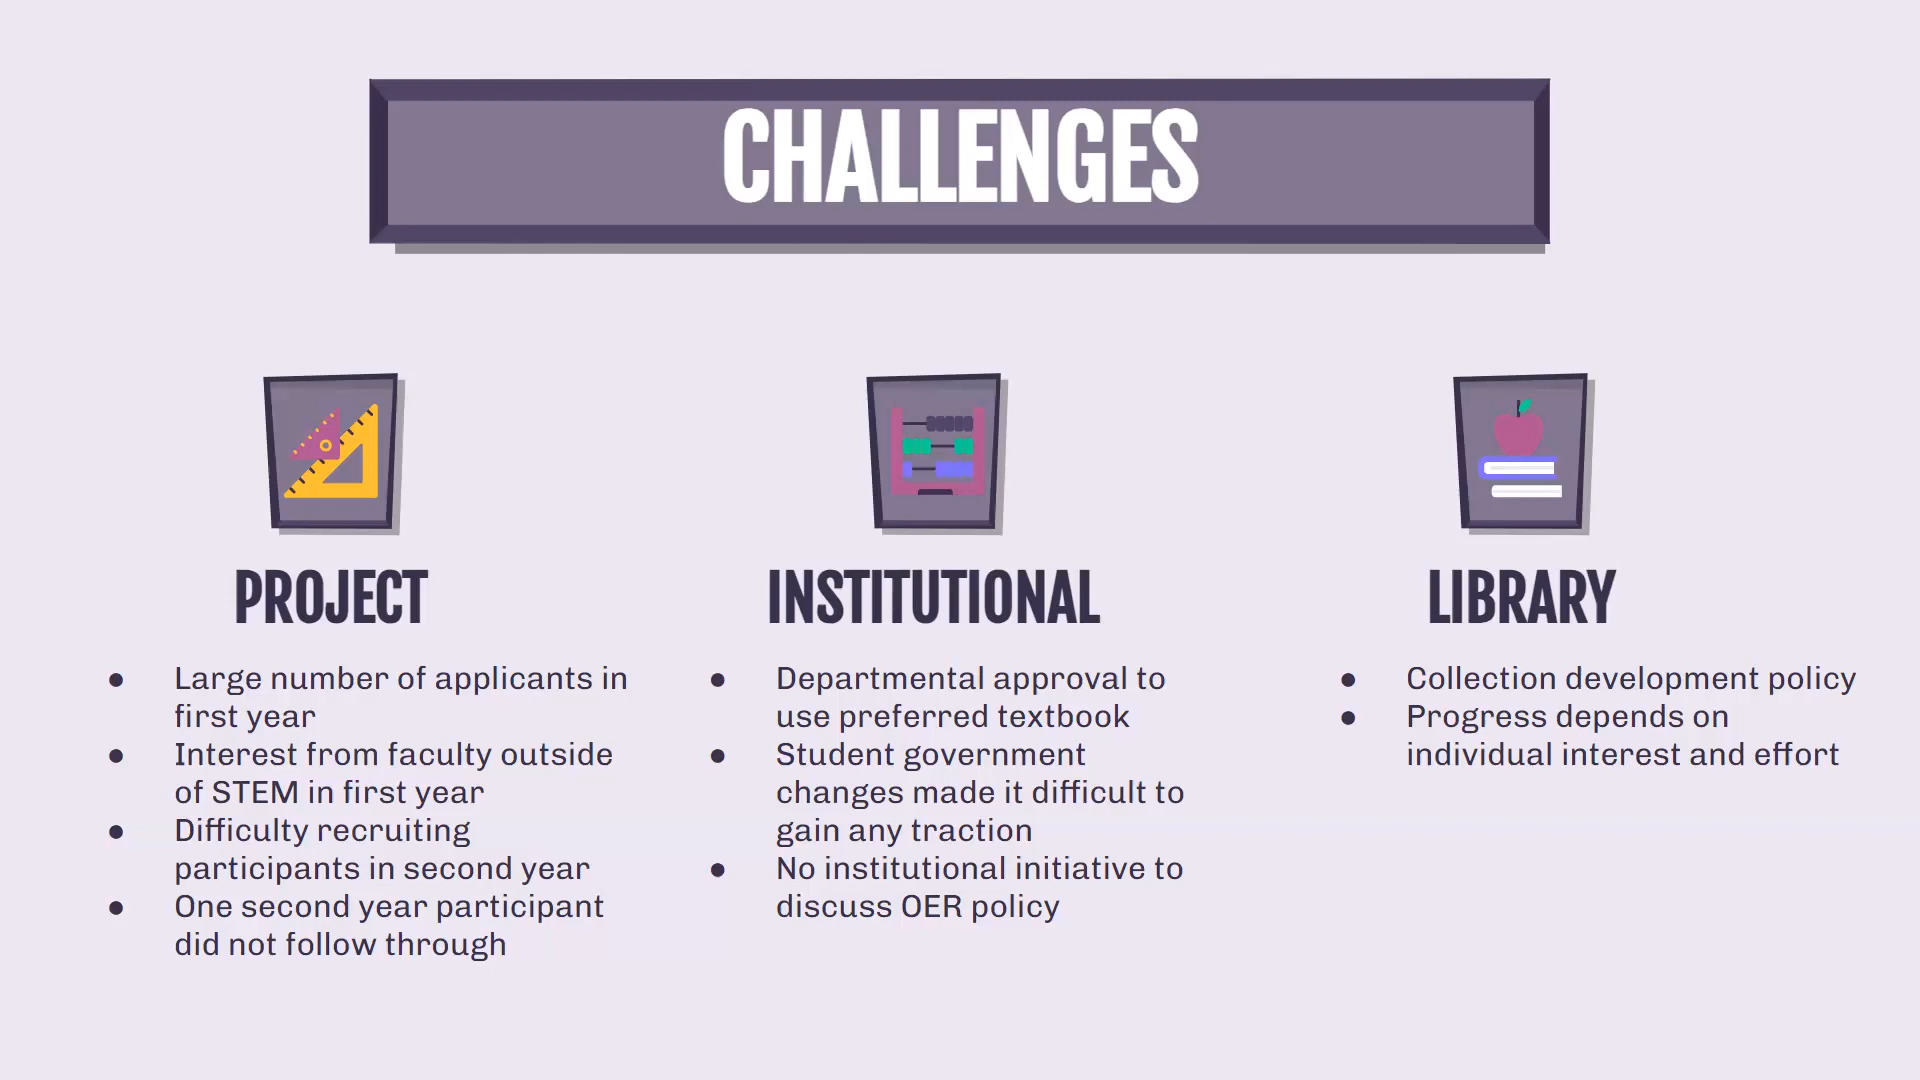 CHALLENGES
PROJECT
● Large number of applicants in
first year
● Interest from faculty outside
of STEM in first year
● Difficulty recruiting
participants in second year
● One second year participant
did not follow through
INSTITUTIONAL
● Departmental approval to
use preferred textbook
● Student government
changes made it difficult to
gain any traction
● No institutional initiative to
discuss OER policy
LIBRARY
● Collection development policy
● Progress depends on
individual interest and effort